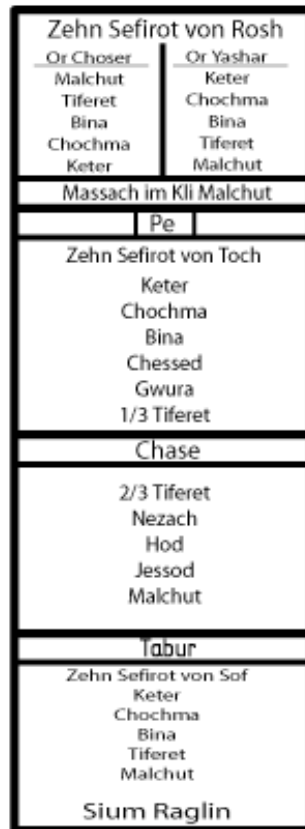 Zehn Sefirot von Rosh
Or Choser
Malchut
Tiferet
Bina
Chochma
Keter
Or Yashar
Keter
Chochma
Bina
Tiferet
Malchut
Massach im Kli Malchut
Pe
Zehn Sefirot von Toch
Keter
Chochma
Bina
Chessed
Gwura
1/3 Tiferet
Chase
2/3 Tiferet
Nezach
Hod
Jessod
Malchut
Tabur
Zehn Sefirot von Sof
Keter
Chochma
Bina
Tiferet
Malchut
Sium Raglin